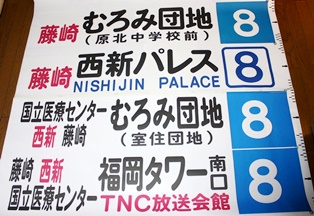 藤崎 むろみ団地 8
(原北中学校前)
藤崎 西新パレス 8
NISHIJIN PALACE
国立医療センター むろみ団地 8
西新 藤崎 (室住団地)
藤崎 西新 福岡タワー南口 8
国立医療センター TNC放送会館